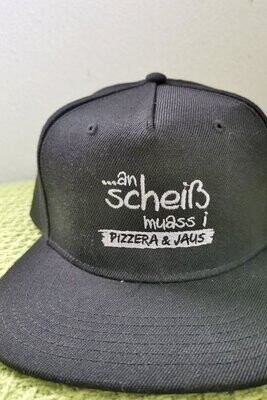 ...an
scheiß
muass i
PIZZERA & JAUS